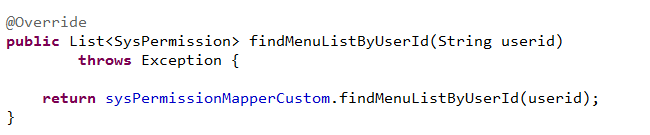 @Override
public List<SysPermission> findMenuListByUserId(String userid)
        throws Exception {
    return sysPermissionMapperCustom.findMenuListByUserId(userid);
}